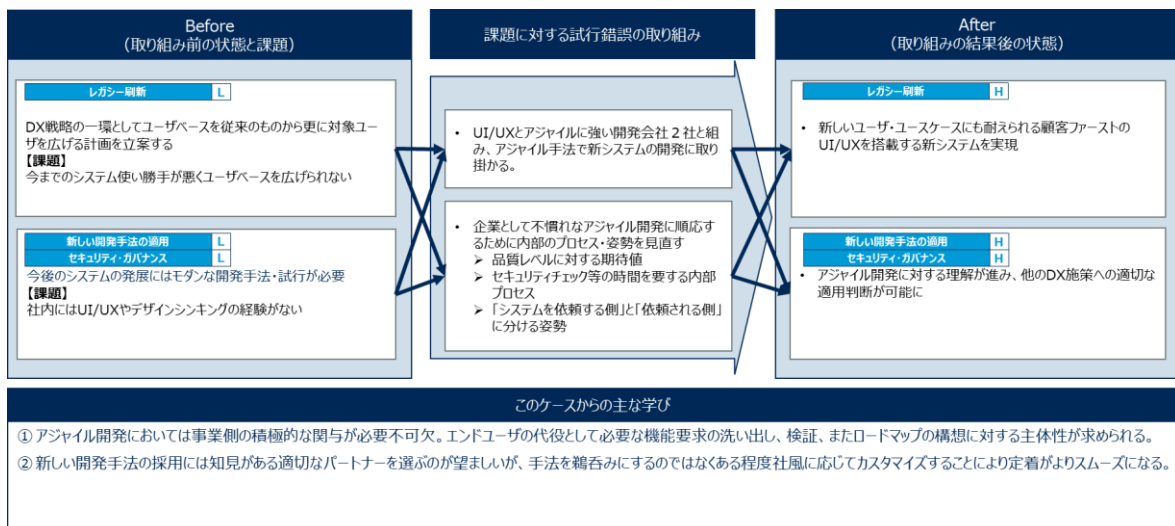 Before
（取り組み前の状態と課題）
レガシー刷新 L
DX戦略の一環としてユーザベースを従来のものから更に対象ユー
ザを広げる計画を立案する
【課題】
今までのシステム使い勝手が悪くユーザベースを広げられない
新しい開発手法の適用 L
セキュリティ・ガバナンス L
今後のシステムの発展にはモダンな開発手法・試行が必要
【課題】
社内にはUI/UXやデザインシンキングの経験がない
課題に対する試行錯誤の取り組み
• UI/UXとアジャイルに強い開発会社２社と組
み、アジャイル手法で新システムの開発に取り
掛かる。
• 企業として不慣れなアジャイル開発に順応す
るために内部のプロセス・姿勢を見直す
➢ 品質レベルに対する期待値
➢ セキュリティチェック等の時間を要する内部
プロセス
➢ 「システムを依頼する側」と「依頼される側」
に分ける姿勢
After
（取り組みの結果後の状態）
レガシー刷新 H
• 新しいユーザ・ユースケースにも耐えられる顧客ファーストの
UI/UXを搭載する新システムを実現
新しい開発手法の適用 H
セキュリティ・ガバナンス H
• アジャイル開発に対する理解が進み、他のDX施策への適切な
適用判断が可能に
このケースからの主な学び
① アジャイル開発においては事業側の積極的な関与が必要不可欠。エンドユーザの代役として必要な機能要求の洗い出し、検証、またロードマップの構想に対する主体性が求められる。
② 新しい開発手法の採用には知見がある適切なパートナーを選ぶのが望ましいが、手法を鵜呑みにするのではなくある程度社風に応じてカスタマイズすることにより定着がよりスムーズになる。